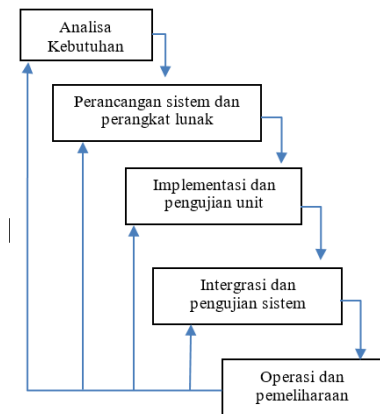 Analisa
Kebutuhan
Perancangan sistem dan
perangkat lunak
Implementasi dan
pengujian unit
Intergrasi dan
pengujian sistem
Operasi dan
pemeliharaan